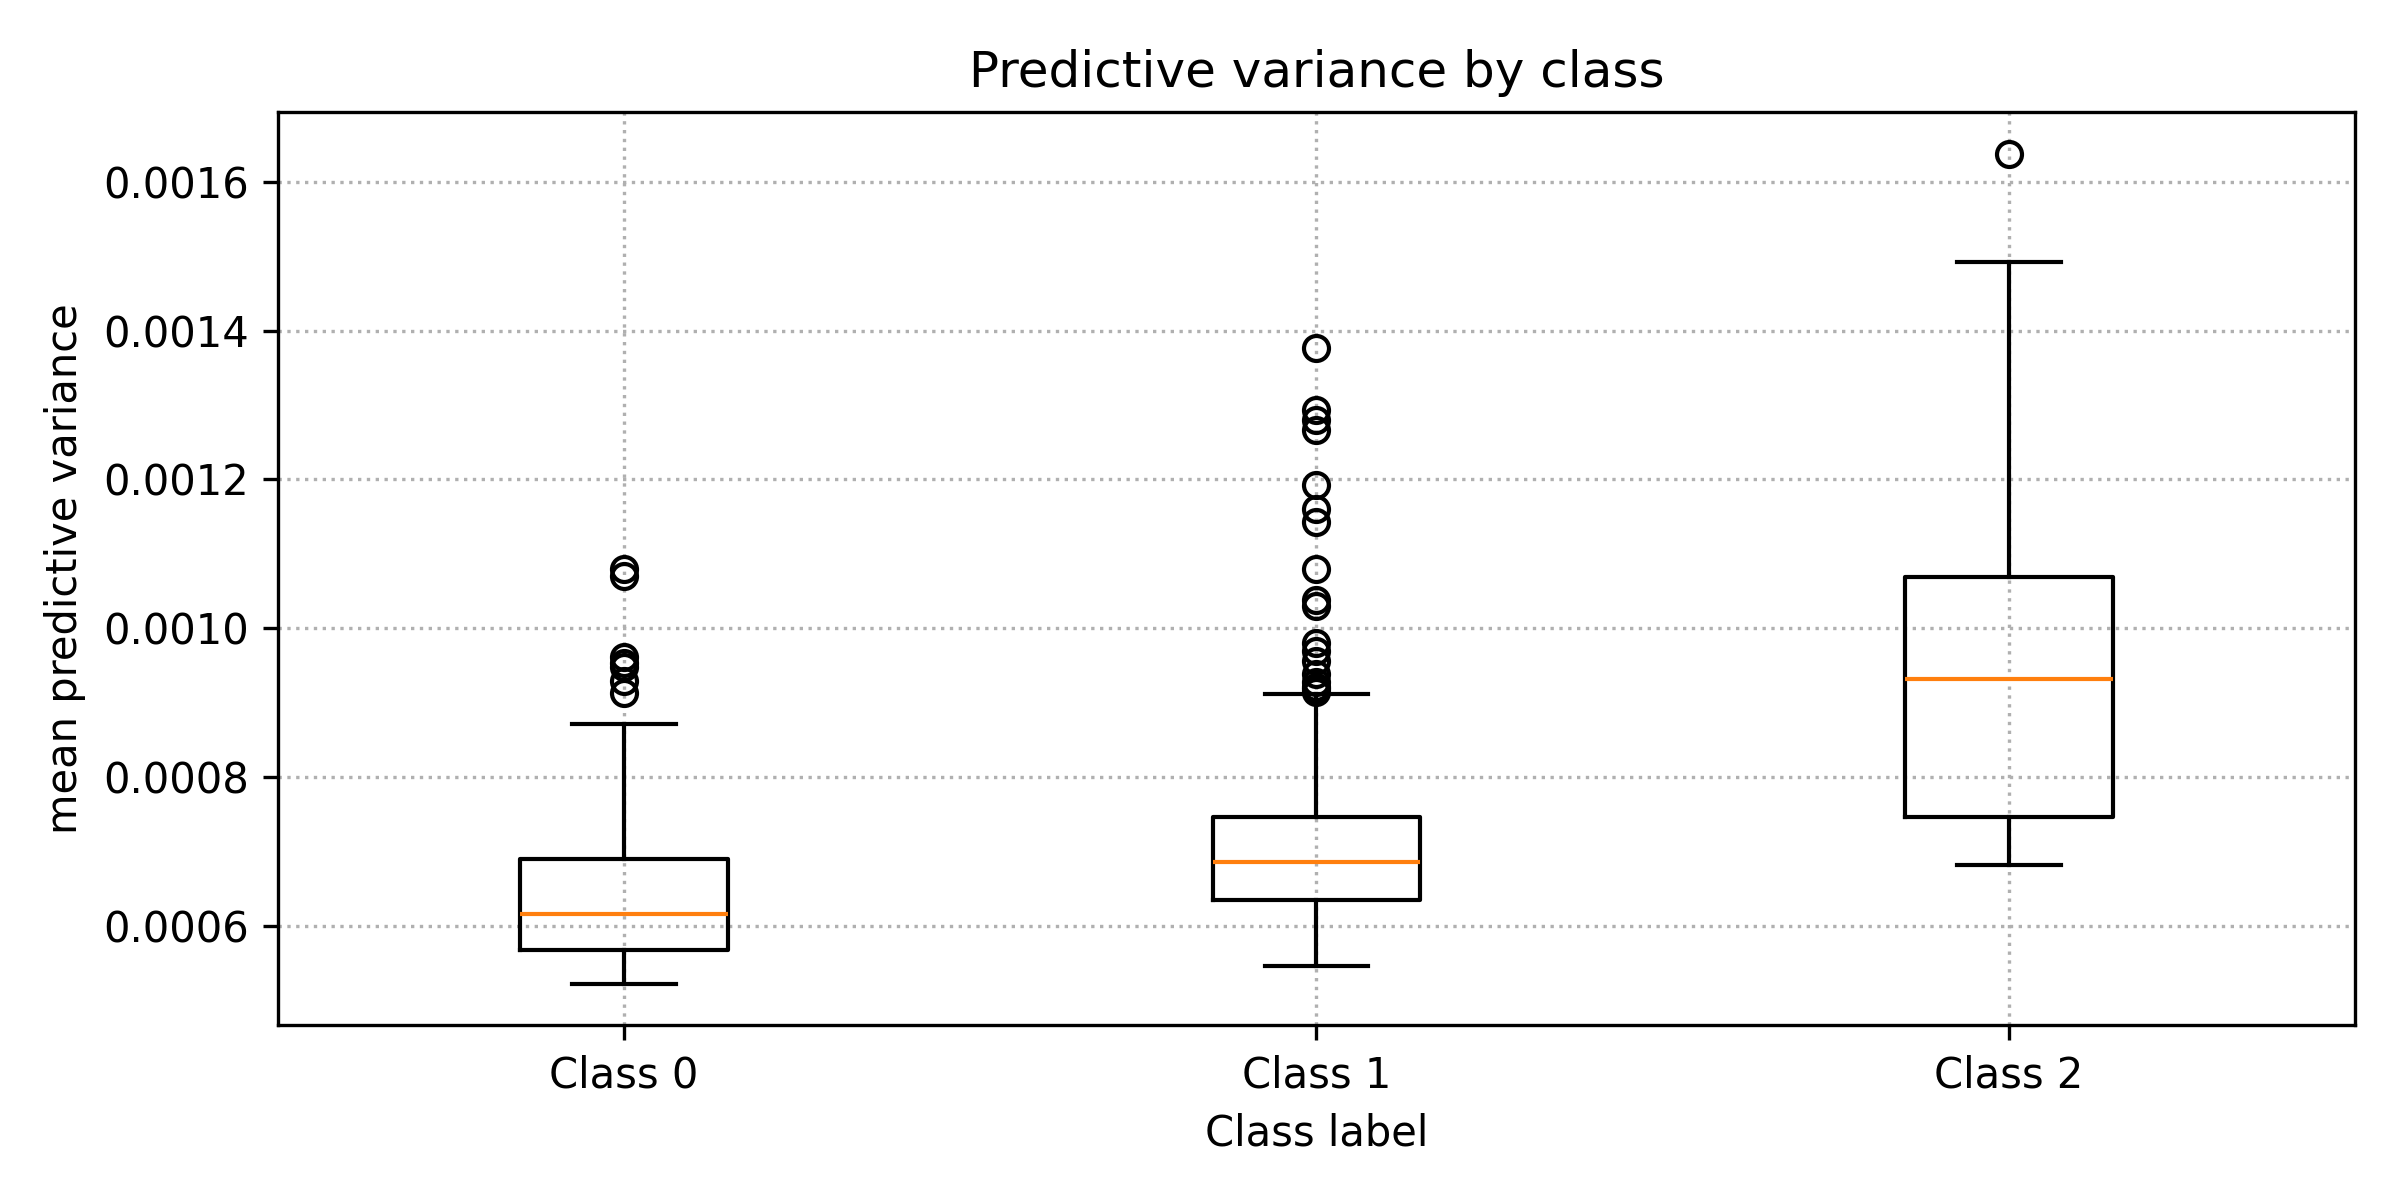 Predictive variance by class
mean predictive variance
0.0016
0.0014
0.0012
0.0010
0.0008
0.0006
Class 0
Class 1
Class 2
Class label